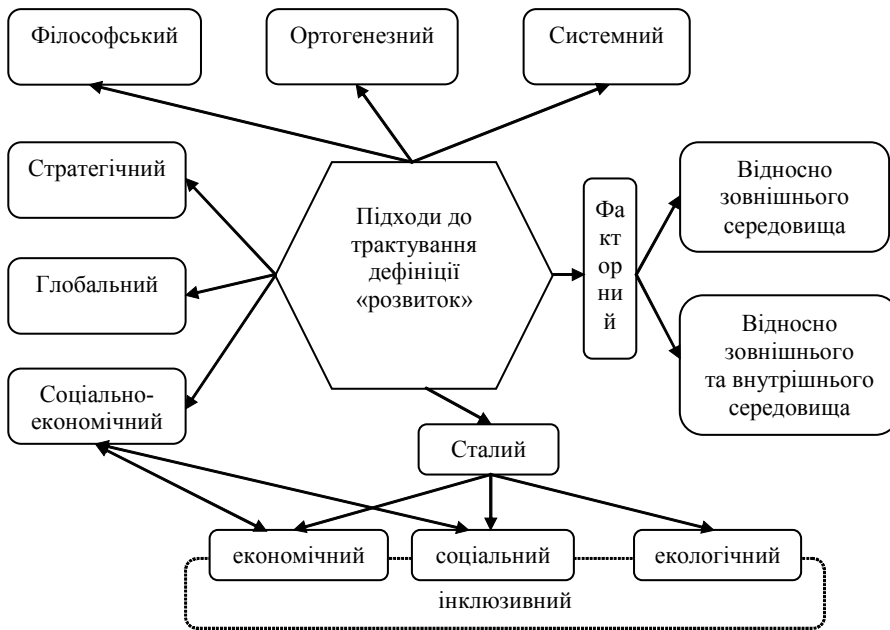 Філософський
Ортогенезний
Системний
Стратегічний
Глобальний
Соціально-
економічний
Підходи до
трактування
дефініції
«розвиток»
Фа
кт
ор
ни
й
Відносно
зовнішнього
середовища
Відносно
зовнішнього
та внутрішнього
середовища
Сталий
економічний
соціальний
екологічний
інклюзивний